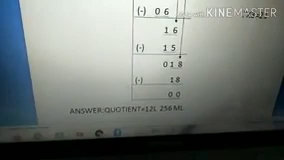 KINEMASTER
(-) 0 6
1 6
(-) 1 5
0 1 8
(-) 1 8
0 0
ANSWER:QUOTIENT=12L 256 ML